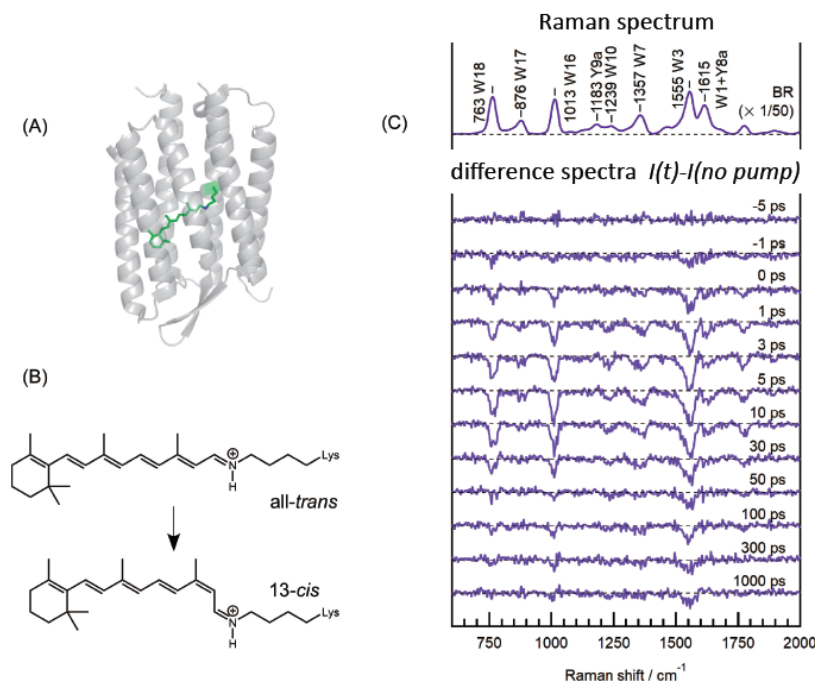 Raman spectrum
(A)
(C)
763 W18
876 W17
1013 W16
1183 Y9a
1239 W10
1357 W7
1555 W3
1615
W1+Y8a
BR
(× 1/50)
difference spectra I(t)-I(no pump)
-5 ps
-1 ps
0 ps
1 ps
3 ps
5 ps
10 ps
30 ps
50 ps
100 ps
300 ps
1000 ps
750
1000
1250
1500
1750
2000
Raman shift / cm-1
(B)
Lys
N
H
all-trans
13-cis
Lys
N
H